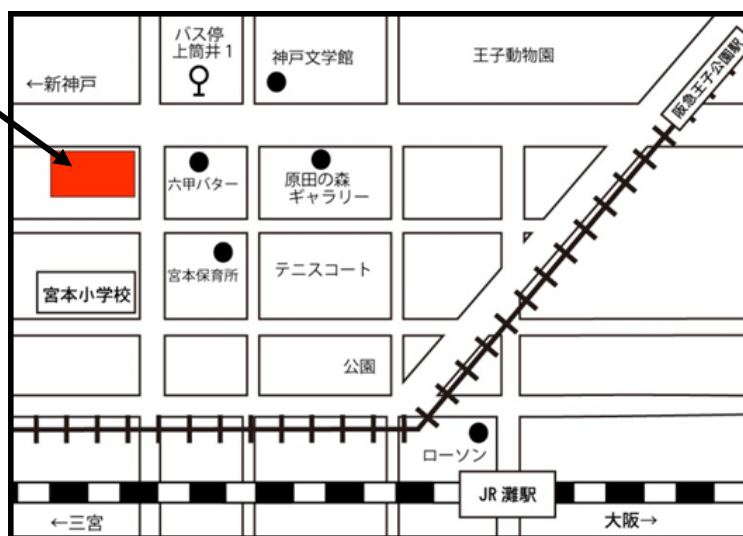 バス停
上筒井1
神戸文学館
王子動物園
←新神戸
阪急王子公園駅
六甲バター
原田の森
ギャラリー
宮本保育所
テニスコート
宮本小学校
公園
ローソン
JR灘駅
←三宮
大阪→